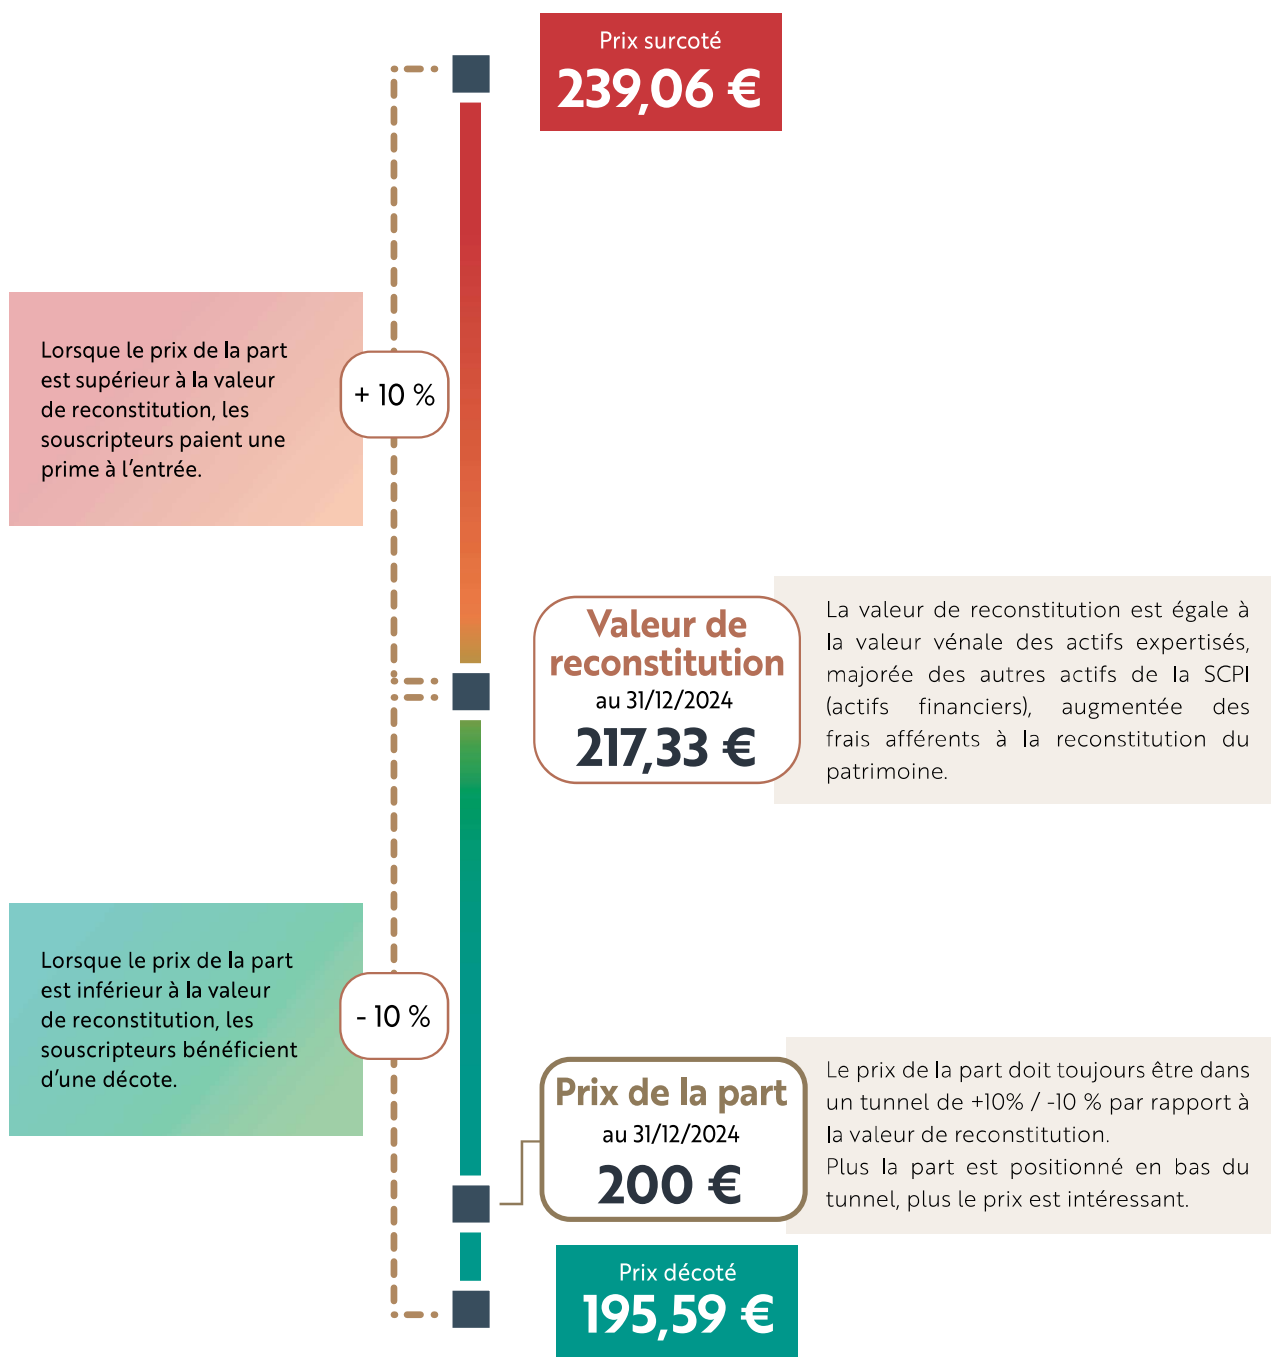 Prix surcoté
239,06 €
Lorsque le prix de la part
est supérieur à la valeur
de reconstitution, les
souscripteurs paient une
prime à l'entrée.
+ 10 %
Valeur de
reconstitution
au 31/12/2024
217,33 €
La valeur de reconstitution est égale à
la valeur vénale des actifs expertisés,
majorée des autres actifs de la SCPI
(actifs financiers), augmentée des
frais afférents à la reconstitution du
patrimoine.
Lorsque le prix de la part
est inférieur à la valeur
de reconstitution, les
souscripteurs bénéficient
d'une décote.
- 10 %
Prix de la part
au 31/12/2024
200 €
Le prix de la part doit toujours être dans
un tunnel de +10% / -10 % par rapport à
la valeur de reconstitution.
Plus la part est positionné en bas du
tunnel, plus le prix est intéressant.
Prix décoté
195,59 €